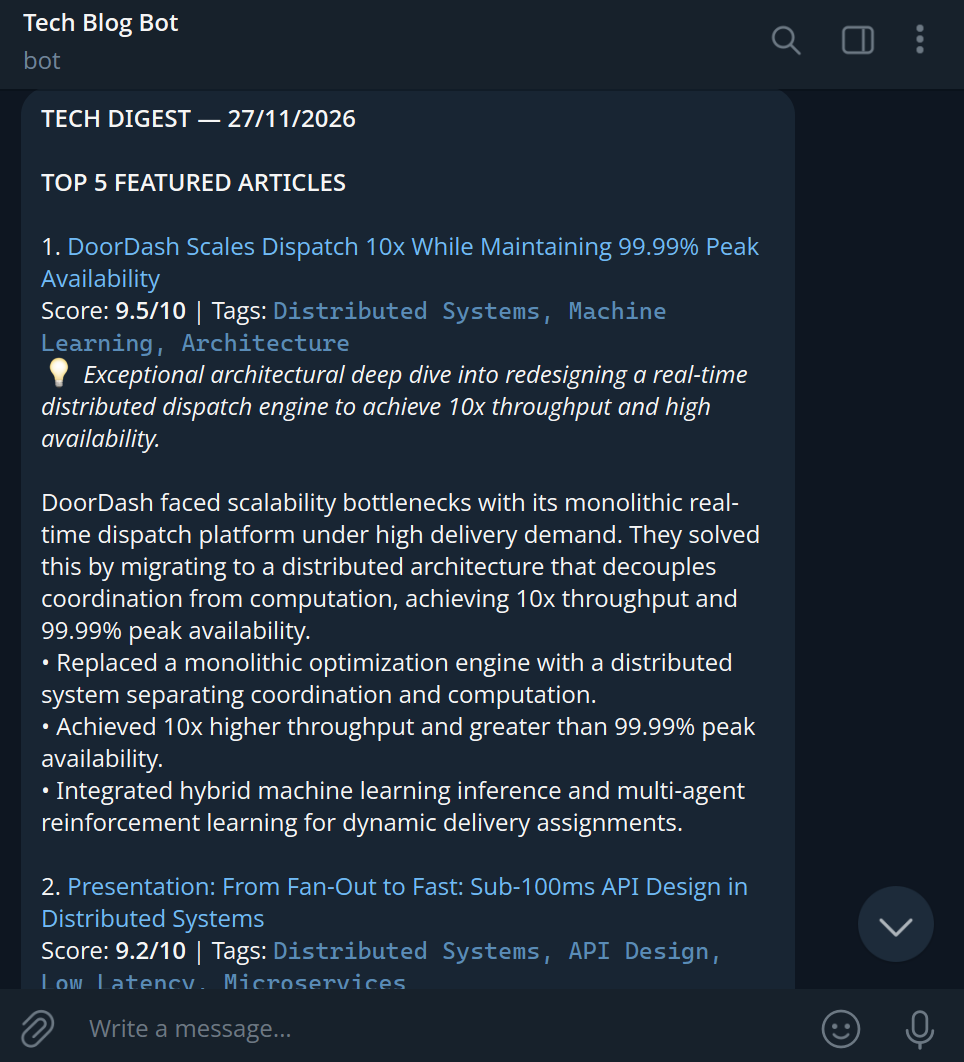 Tech Blog Bot
bot
TECH DIGEST — 27/11/2026
TOP 5 FEATURED ARTICLES
1. DoorDash Scales Dispatch 10x While Maintaining 99.99% Peak
Availability
Score: 9.5/10 | Tags: Distributed Systems, Machine
Learning, Architecture
💡 Exceptional architectural deep dive into redesigning a real-time
distributed dispatch engine to achieve 10x throughput and high
availability.
DoorDash faced scalability bottlenecks with its monolithic real-
time dispatch platform under high delivery demand. They solved
this by migrating to a distributed architecture that decouples
coordination from computation, achieving 10x throughput and
99.99% peak availability.
• Replaced a monolithic optimization engine with a distributed
system separating coordination and computation.
• Achieved 10x higher throughput and greater than 99.99% peak
availability.
• Integrated hybrid machine learning inference and multi-agent
reinforcement learning for dynamic delivery assignments.
2. Presentation: From Fan-Out to Fast: Sub-100ms API Design in
Distributed Systems
Score: 9.2/10 | Tags: Distributed Systems, API Design,
Low Latency, Microservices
Write a message...